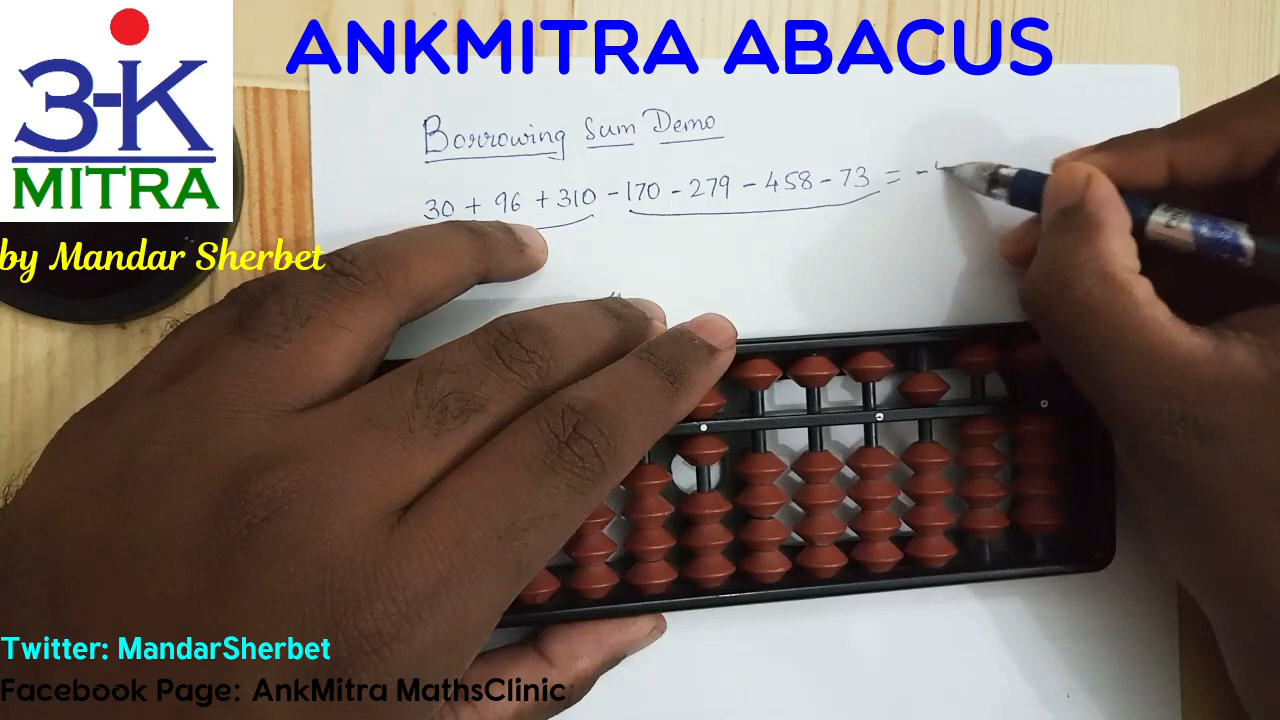 ANKMITRA ABACUS
3-K
MITRA
by Mandar Sherbet
Borrowing Sum Demo
30 + 96 + 310 - 170 - 279 - 458 - 73 = -
Twitter: MandarSherbet
Facebook Page: AnkMitra MathsClinic